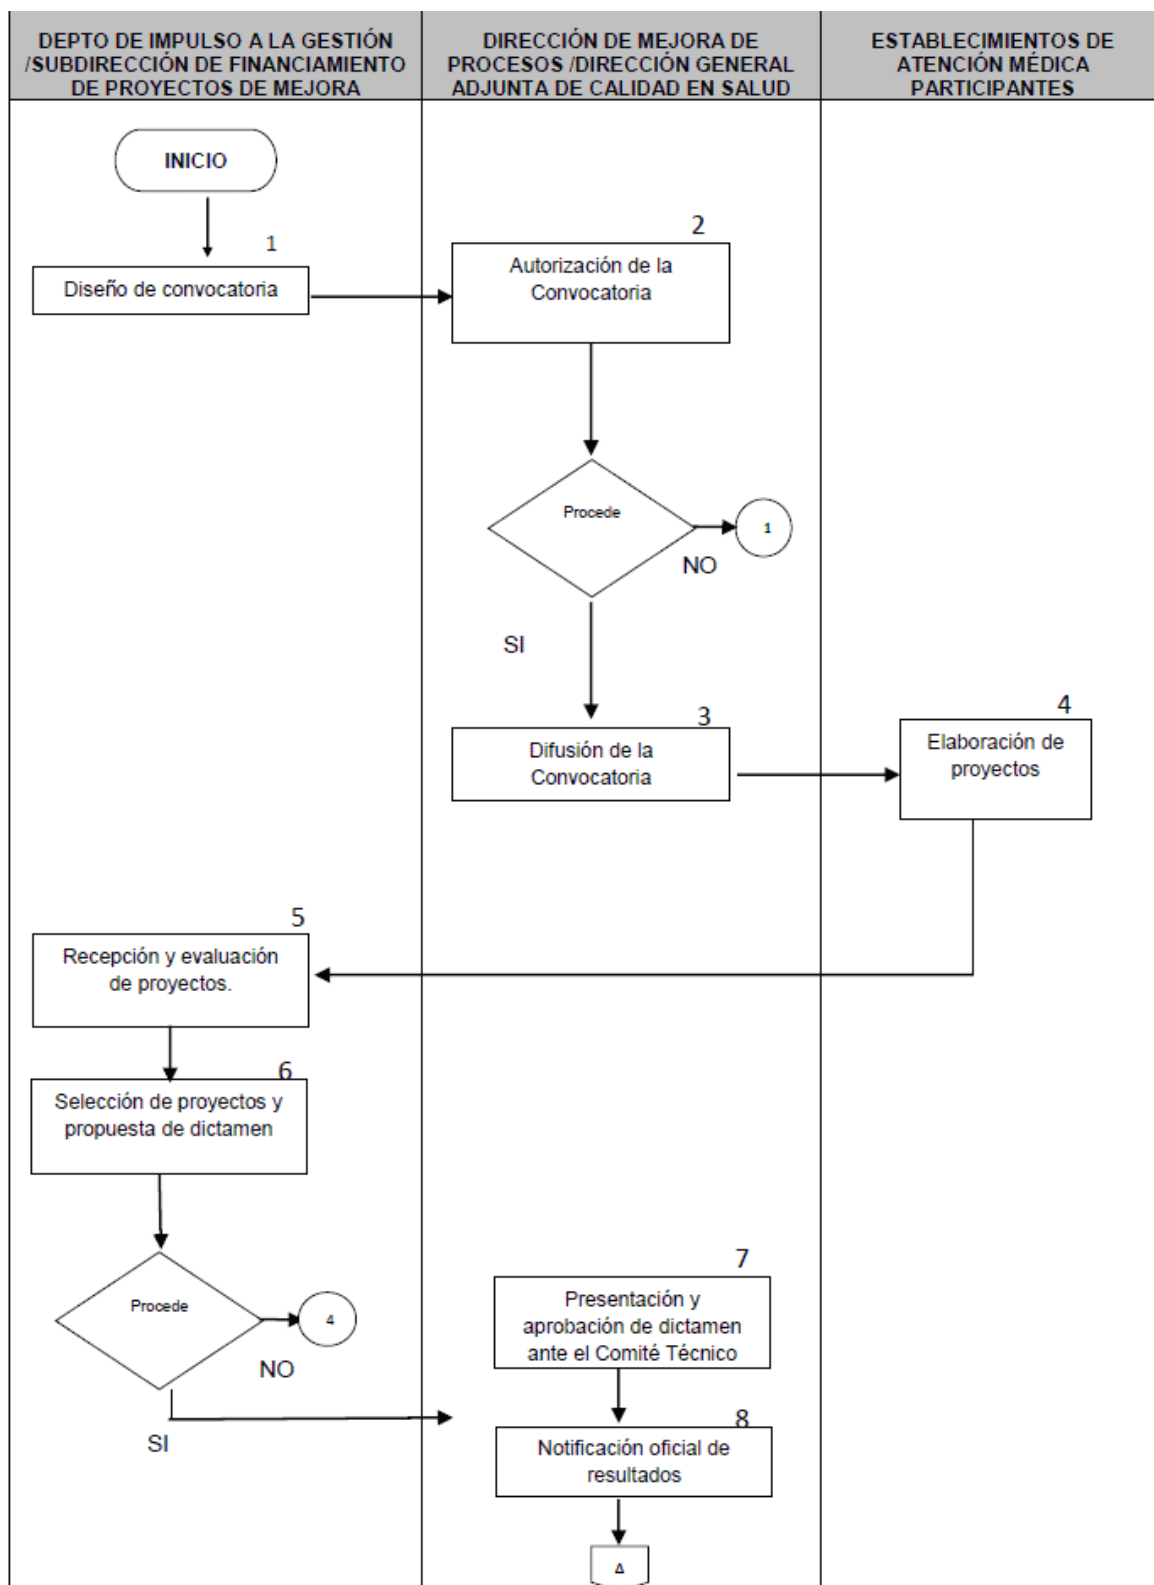 DEPTO DE IMPULSO A LA GESTIÓN
/SUBDIRECCIÓN DE FINANCIAMIENTO
DE PROYECTOS DE MEJORA
DIRECCIÓN DE MEJORA DE
PROCESOS /DIRECCIÓN GENERAL
ADJUNTA DE CALIDAD EN SALUD
ESTABLECIMIENTOS DE
ATENCIÓN MÉDICA
PARTICIPANTES
INICIO
1
Diseño de convocatoria
2
Autorización de la
Convocatoria
Procede
1
NO
SI
3
Difusión de la
Convocatoria
4
Elaboración de
proyectos
5
Recepción y evaluación
de proyectos.
6
Selección de proyectos y
propuesta de dictamen
Procede
4
NO
SI
7
Presentación y
aprobación de dictamen
ante el Comité Técnico
8
Notificación oficial de
resultados
A